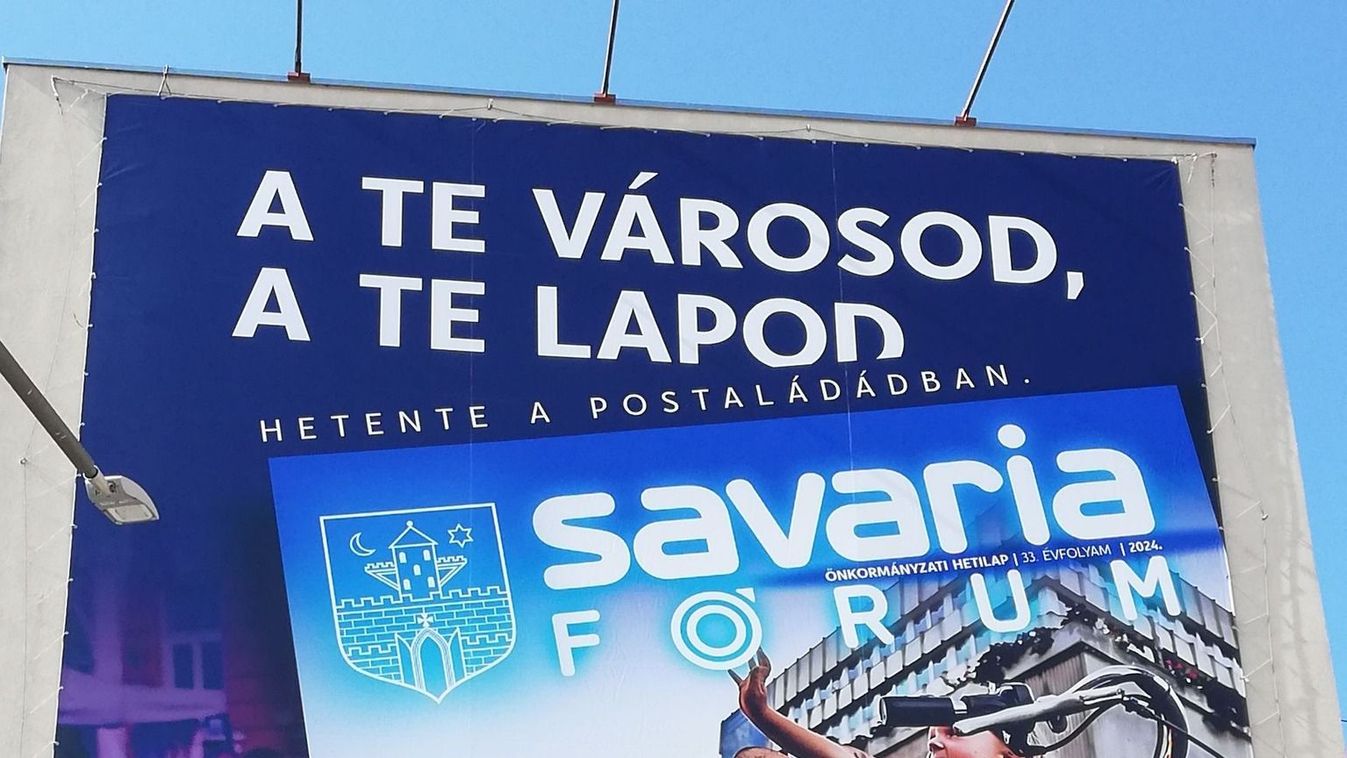 A TE VÁROSOD,
A TE LAPOD
HETENTE A POSTALÁDÁDBAN.
savaria
ÖNKORMÁNYZATI HETILAP | 33. ÉVFOLYAM | 2024.
FÓRUM